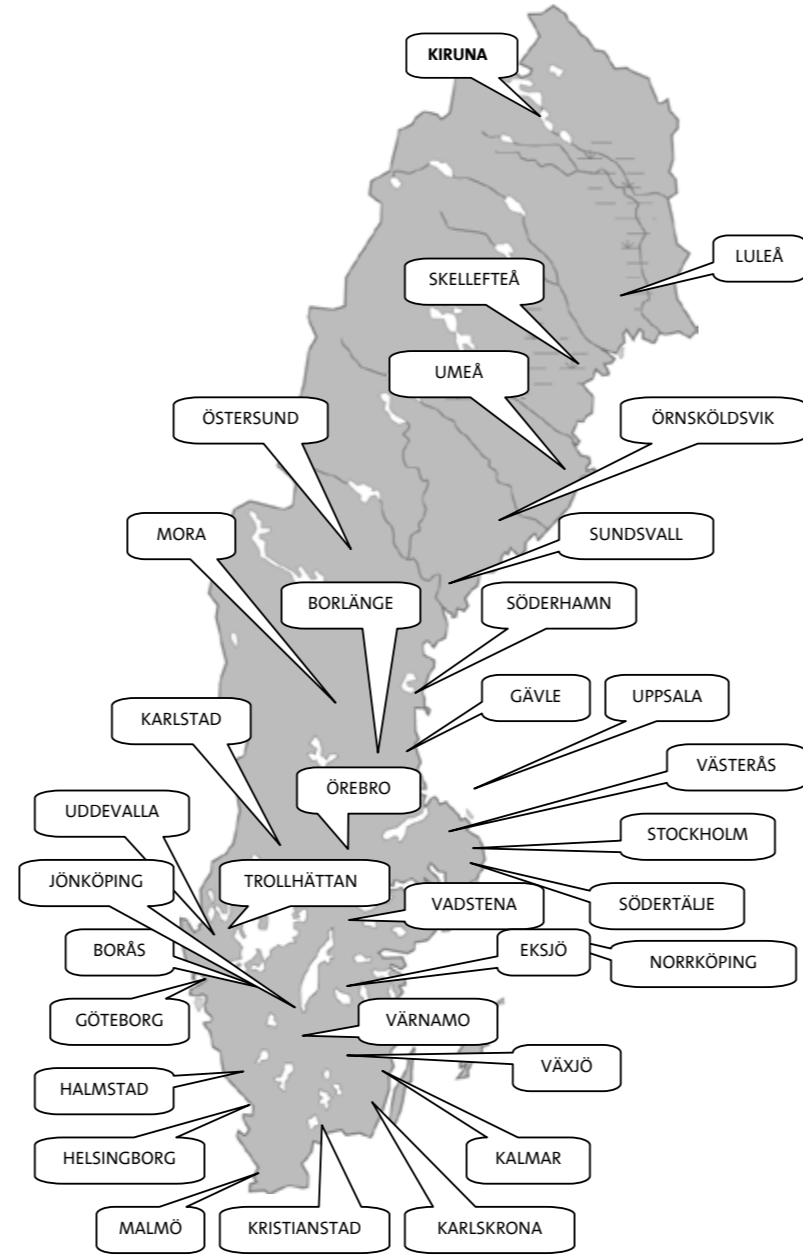 KIRUNA
LULEÅ
SKELLEFTEÅ
UMEÅ
ÖSTERSUND
ÖRNSKÖLDSVIK
MORA
SUNDSVALL
BORLÄNGE
SÖDERHAMN
GÄVLE
UPPSALA
KARLSTAD
VÄSTERÅS
ÖREBRO
UDDEVALLA
STOCKHOLM
JÖNKÖPING
TROLLHÄTTAN
VADSTENA
SÖDERTÄLJE
BORÅS
EKSJÖ
NORRKÖPING
GÖTEBORG
VÄRNAMO
VÄXJÖ
HALMSTAD
HELSINGBORG
KALMAR
MALMÖ
KRISTIANSTAD
KARLSKRONA